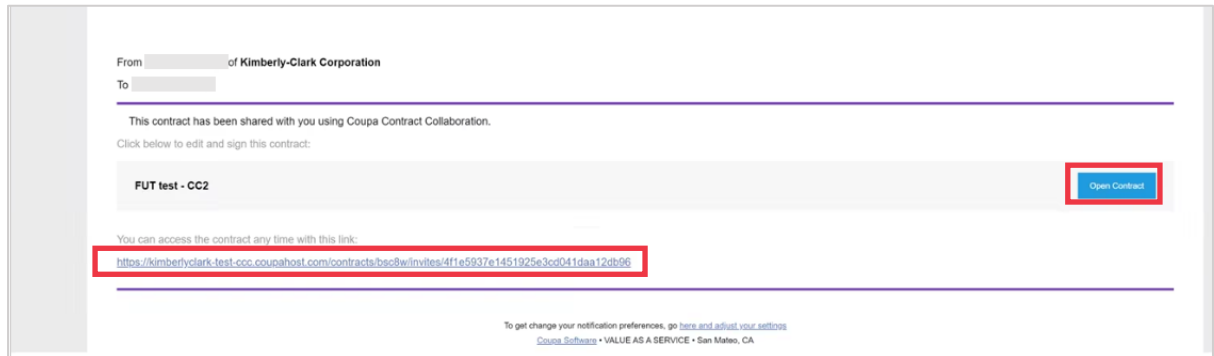 From of Kimberly-Clark Corporation
To
This contract has been shared with you using Coupa Contract Collaboration.
Click below to edit and sign this contract:
FUT test - CC2
Open Contract
You can access the contract any time with this link:
https://kimberlyclark-test-ccc.coupahost.com/contracts/bsc8w/invites/4f1e5937e1451925e3cd041daa12db96
To get change your notification preferences, go here and adjust your settings
Coupa Software • VALUE AS A SERVICE • San Mateo, CA